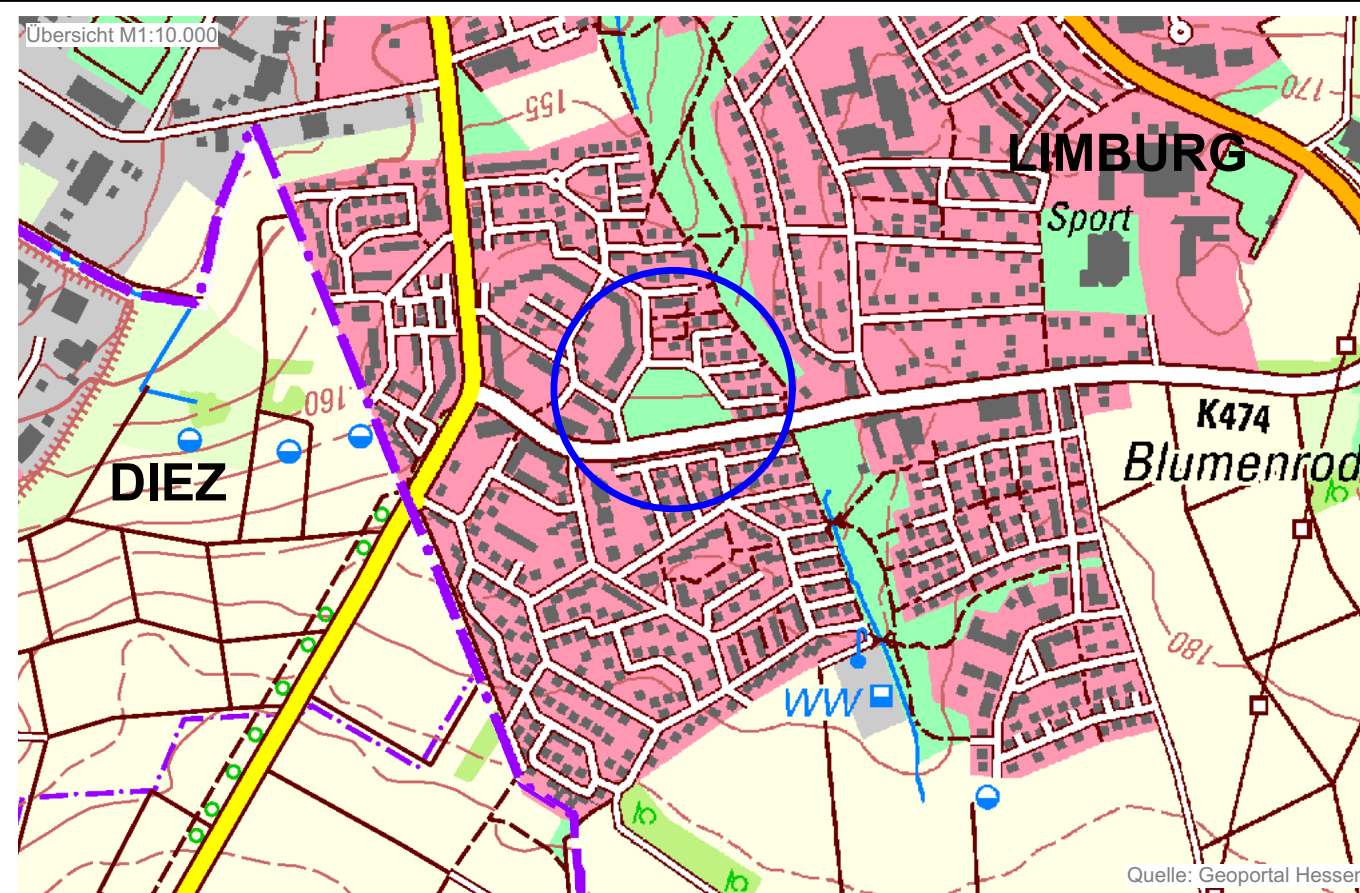 Übersicht M1:10.000
155
170
LIMBURG
Sport
160
K474
Blumenrod
DIEZ
180
WW
Quelle: Geoportal Hessen